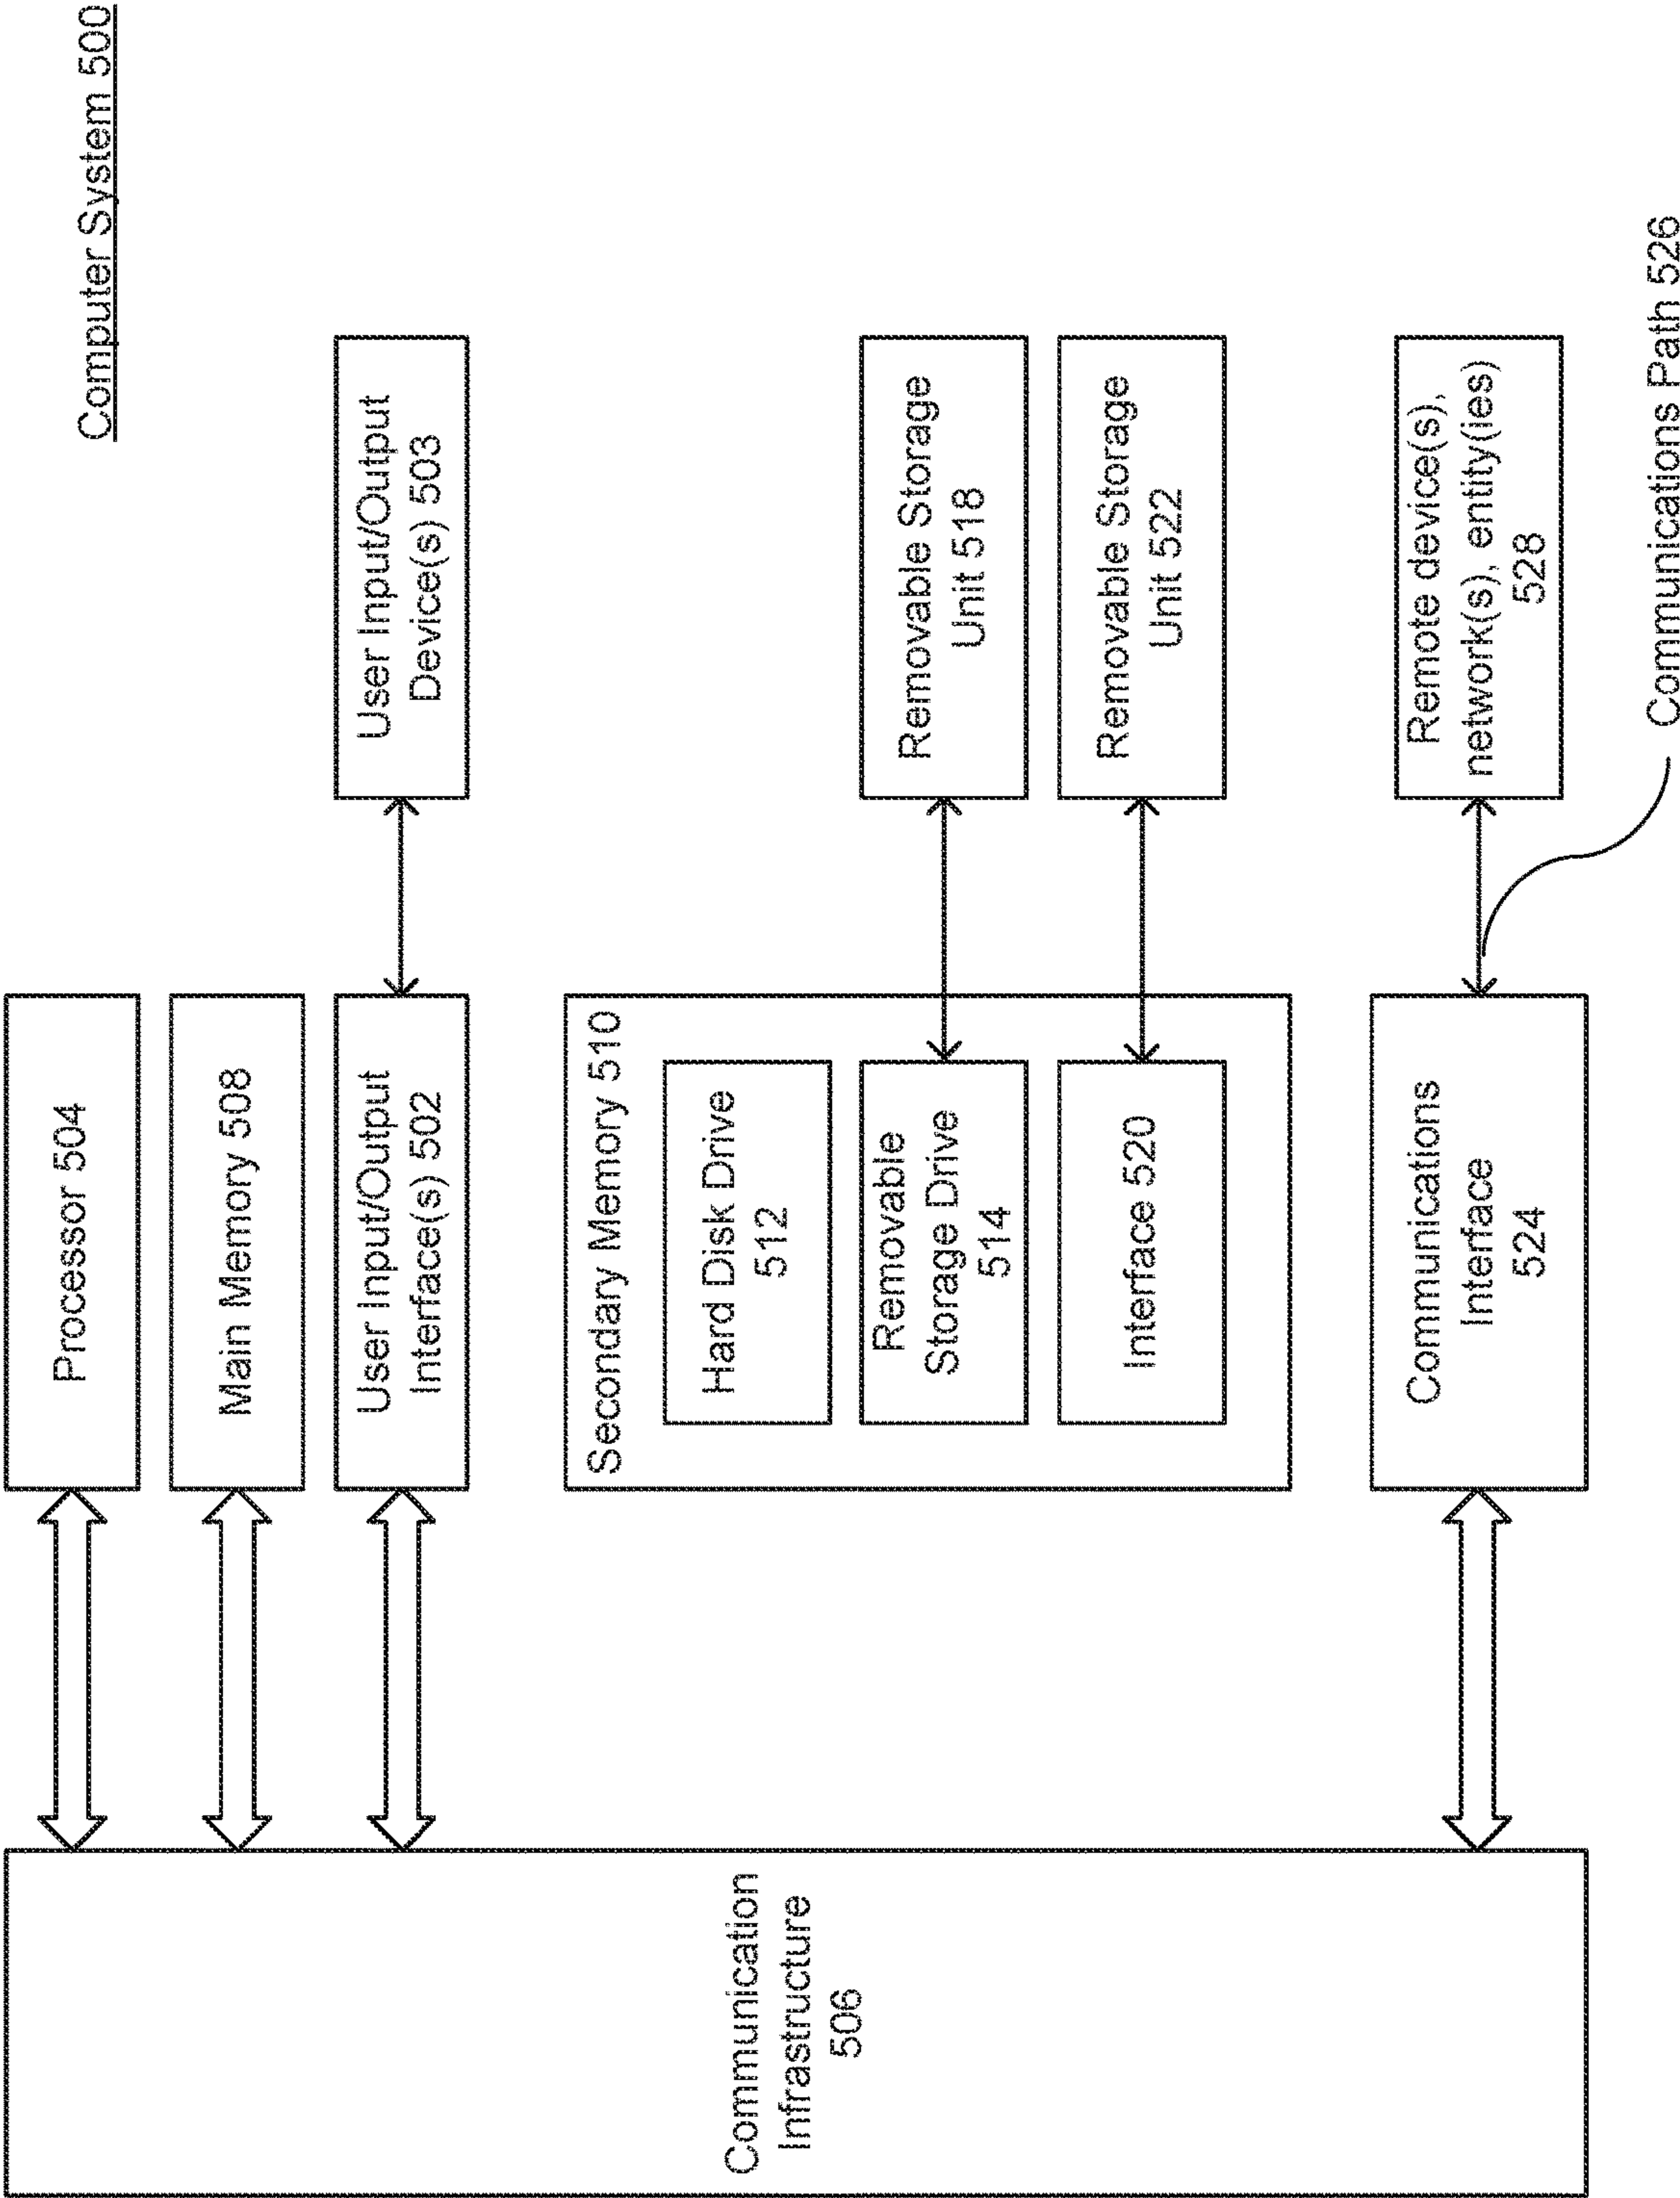 Computer System 500
Processor 504
Main Memory 508
User Input/Output
Interface(s) 502
User Input/Output
Device(s) 503
Communication
Infrastructure
506
Secondary Memory 510
Hard Disk Drive
512
Removable
Storage Drive
514
Removable Storage
Unit 518
Interface 520
Removable Storage
Unit 522
Communications
Interface
524
Remote device(s),
network(s), entity(ies)
528
Communications Path 526